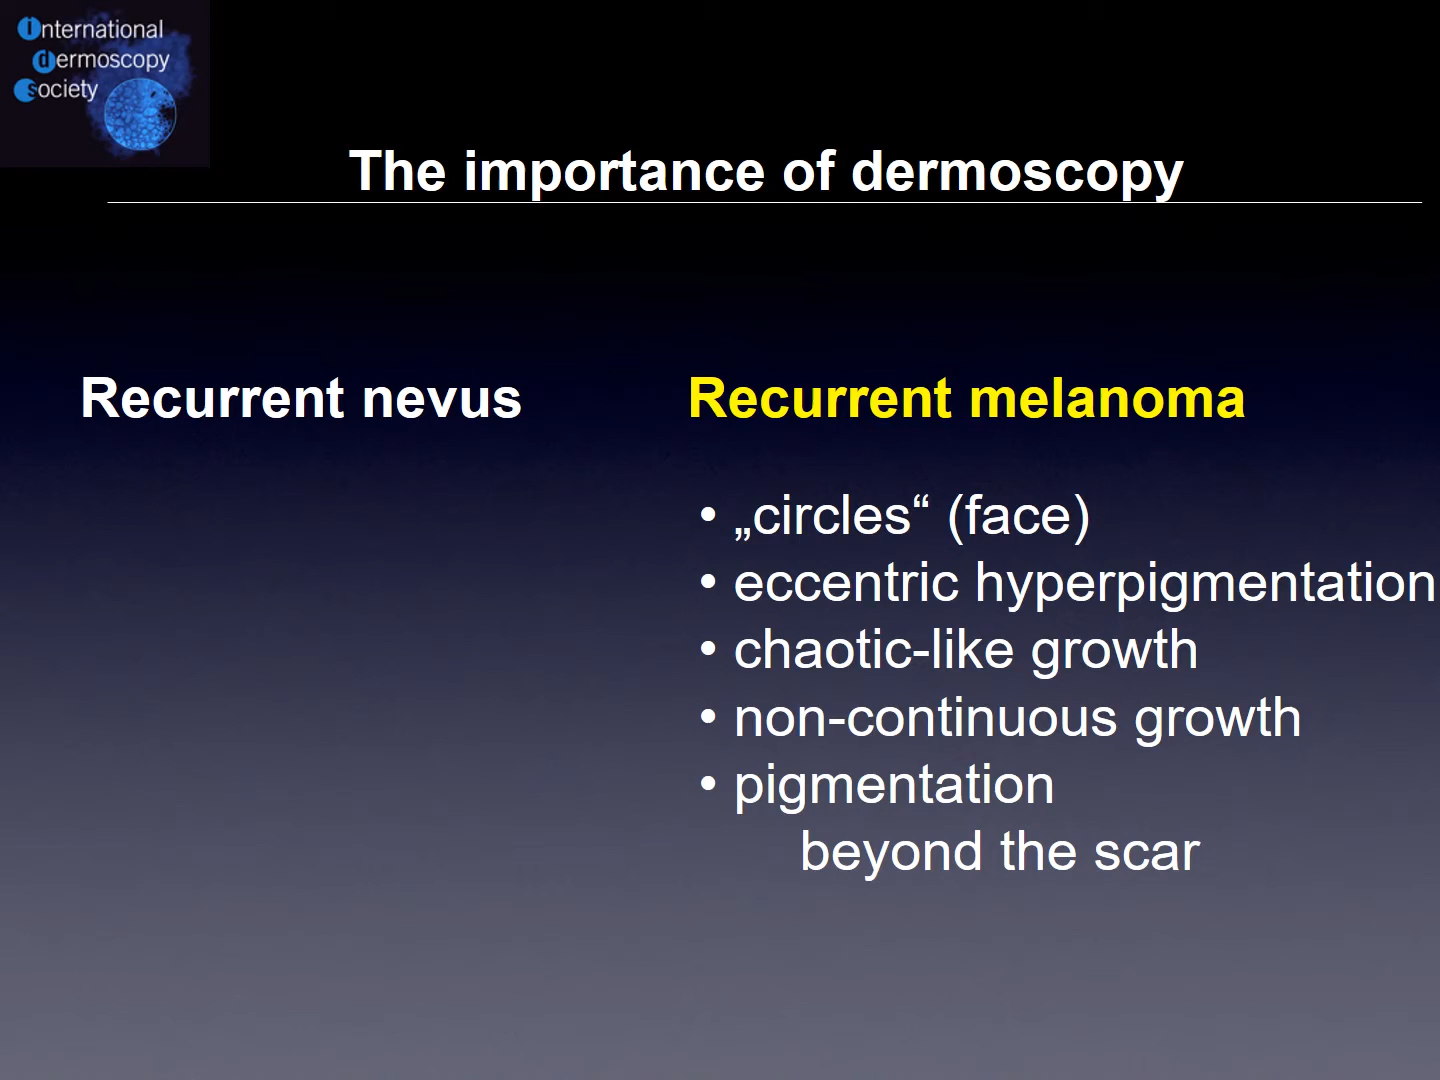 International
dermoscopy
society
The importance of dermoscopy
Recurrent nevus
Recurrent melanoma
• „circles“ (face)
• eccentric hyperpigmentation
• chaotic-like growth
• non-continuous growth
• pigmentation
beyond the scar